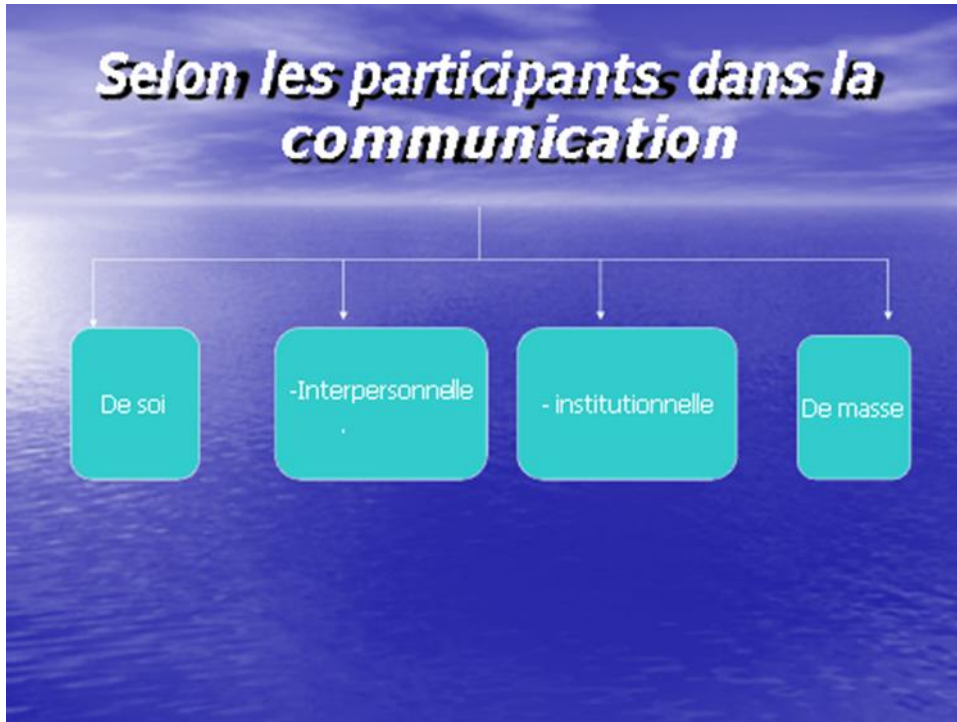 Selon les participants dans la
communication
De soi
-Interpersonnelle
.
- institutionnelle
De masse